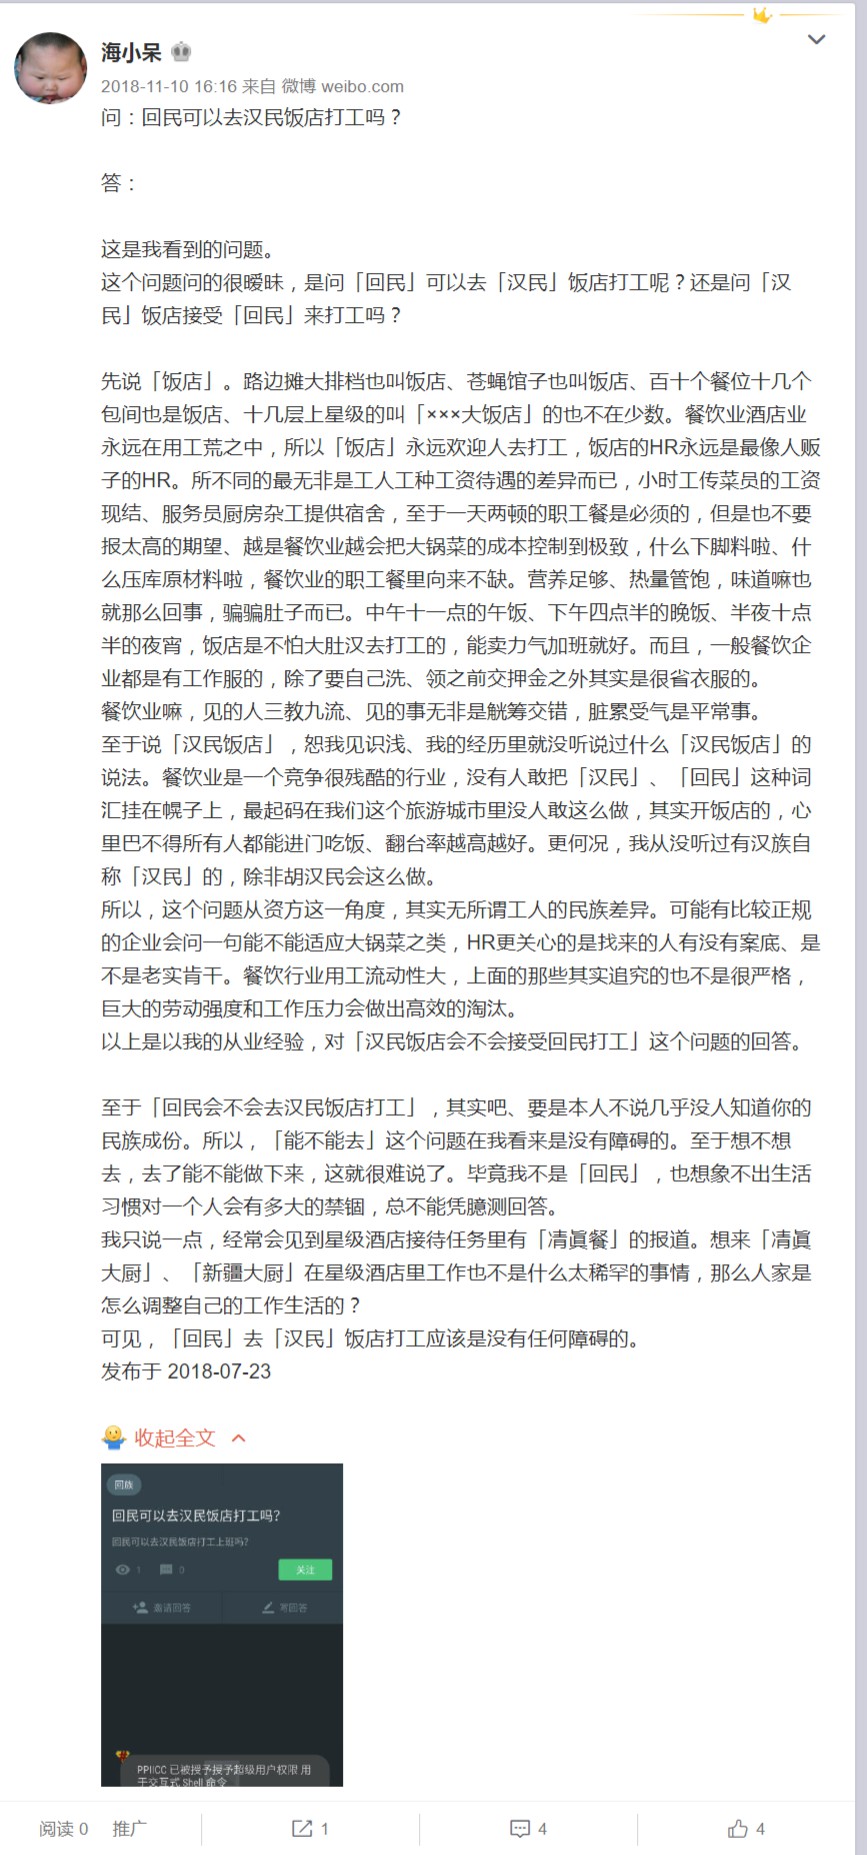 海小呆
2018-11-10 16:16 来自 微博 weibo.com
问：回民可以去汉民饭店打工吗？
答：
这是我看到的问题。
这个问题问的很暧昧，是问「回民」可以去「汉民」饭店打工呢？还是问「汉
民」饭店接受「回民」来打工吗？
先说「饭店」。路边摊大排档也叫饭店、苍蝇馆子也叫饭店、百十个餐位十几个
包间也是饭店、十几层上星级的叫「×××大饭店」的也不在少数。餐饮业酒店业
永远在用工荒之中，所以「饭店」永远欢迎人去打工，饭店的HR永远是最像人贩
子的HR。所不同的最无非是工人工种工资待遇的差异而已，小时工传菜员的工资
现结、服务员厨房杂工提供宿舍，至于一天两顿的职工餐是必须的，但是也不要
报太高的期望、越是餐饮业越会把大锅菜的成本控制到极致，什么下脚料啦、什
么压库原材料啦，餐饮业的职工餐里向来不缺。营养足够、热量管饱，味道嘛也
就那么回事，骗骗肚子而已。中午十一点的午饭、下午四点半的晚饭、半夜十点
半的夜宵，饭店是不怕大肚汉去打工的，能卖力气加班就好。而且，一般餐饮企
业都是有工作服的，除了要自己洗、领之前交押金之外其实是很省衣服的。
餐饮业嘛，见的人三教九流、见的事无非是觥筹交错，脏累受气是平常事。
至于说「汉民饭店」，恕我见识浅、我的经历里就没听说过什么「汉民饭店」的
说法。餐饮业是一个竞争很残酷的行业，没有人敢把「汉民」、「回民」这种词
汇挂在幌子上，最起码在我们这个旅游城市里没人敢这么做，其实开饭店的，心
里巴不得所有人都能进门吃饭、翻台率越高越好。更何况，我从没听过有汉族自
称「汉民」的，除非胡汉民会这么做。
所以，这个问题从资方这一角度，其实无所谓工人的民族差异。可能有比较正规
的企业会问一句能不能适应大锅菜之类，HR更关心的是找来的人有没有案底、是
不是老实肯干。餐饮行业用工流动性大，上面的那些其实追究的也不是很严格，
巨大的劳动强度和工作压力会做出高效的淘汰。
以上是以我的从业经验，对「汉民饭店会不会接受回民打工」这个问题的回答。
至于「回民会不会去汉民饭店打工」，其实吧、要是本人不说几乎没人知道你的
民族成份。所以，「能不能去」这个问题在我看来是没有障碍的。至于想不想
去，去了能不能做下来，这就很难说了。毕竟我不是「回民」，也想象不出生活
习惯对一个人会有多大的禁锢，总不能凭臆测回答。
我只说一点，经常会见到星级酒店接待任务里有「凊眞餐」的报道。想来「凊眞
大厨」、「新疆大厨」在星级酒店里工作也不是什么太稀罕的事情，那么人家是
怎么调整自己的工作生活的？
可见，「回民」去「汉民」饭店打工应该是没有任何障碍的。
发布于 2018-07-23
收起全文
回族
回民可以去汉民饭店打工吗？
回民可以去汉民饭店打工上班吗？
1 0 关注
邀请回答 写回答
PPIICC 已被授予授予超级用户权限 用
于交互式 Shell 命令
阅读 0 推广 1 4 4